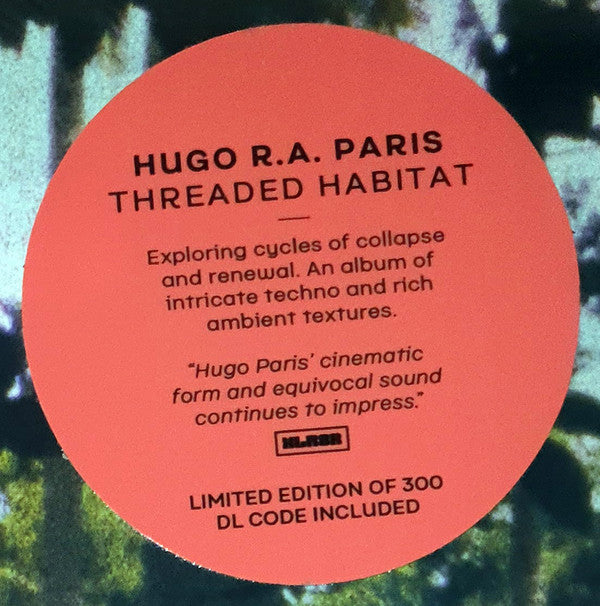 HUGO R.A. PARIS
THREADED HABITAT
Exploring cycles of collapse
and renewal. An album of
intricate techno and rich
ambient textures.
“Hugo Paris’ cinematic
form and equivocal sound
continues to impress.”
XLR8R
LIMITED EDITION OF 300
DL CODE INCLUDED